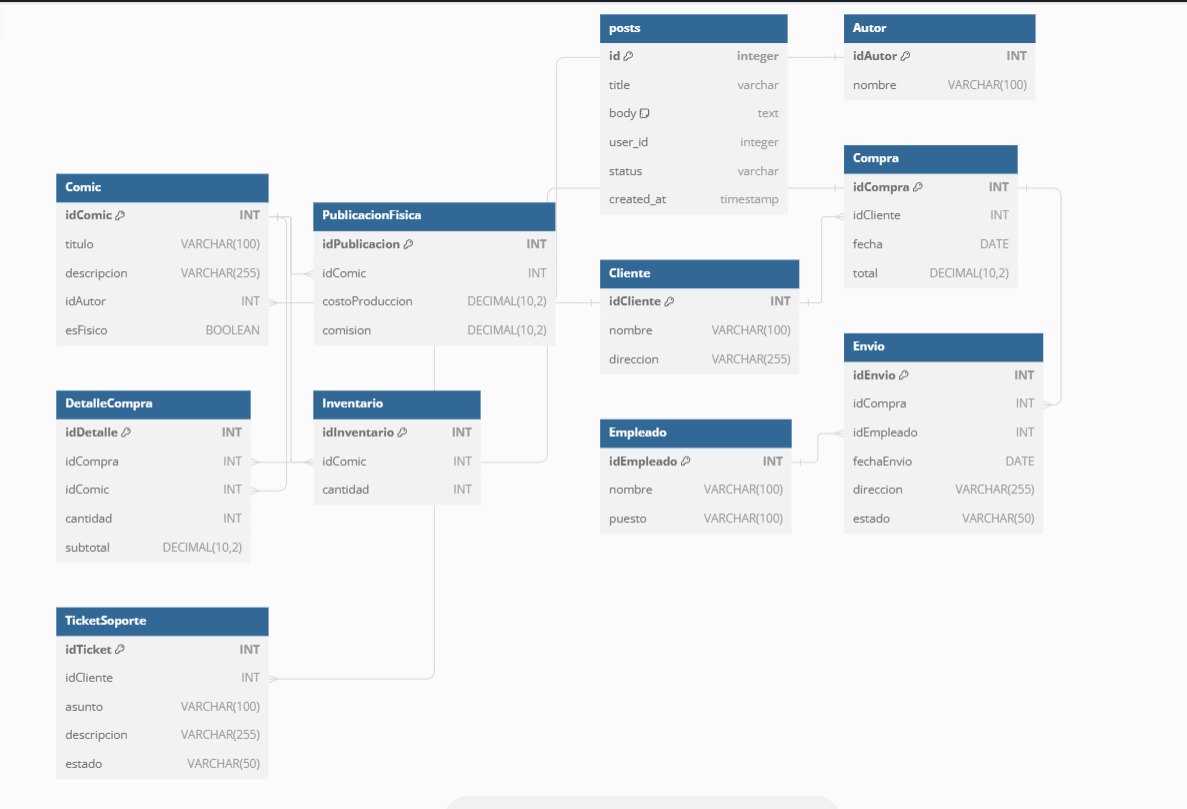 posts
id integer
title varchar
body text
user_id integer
status varchar
created_at timestamp
Autor
idAutor INT
nombre VARCHAR(100)
Compra
idCompra INT
idCliente INT
fecha DATE
total DECIMAL(10,2)
Comic
idComic INT
titulo VARCHAR(100)
descripcion VARCHAR(255)
idAutor INT
esFisico BOOLEAN
PublicacionFisica
idPublicacion INT
idComic INT
costoProduccion DECIMAL(10,2)
comision DECIMAL(10,2)
Cliente
idCliente INT
nombre VARCHAR(100)
direccion VARCHAR(255)
Envio
idEnvio INT
idCompra INT
idEmpleado INT
fechaEnvio DATE
direccion VARCHAR(255)
estado VARCHAR(50)
DetalleCompra
idDetalle INT
idCompra INT
idComic INT
cantidad INT
subtotal DECIMAL(10,2)
Inventario
idInventario INT
idComic INT
cantidad INT
Empleado
idEmpleado INT
nombre VARCHAR(100)
puesto VARCHAR(100)
TicketSoporte
idTicket INT
idCliente INT
asunto VARCHAR(100)
descripcion VARCHAR(255)
estado VARCHAR(50)